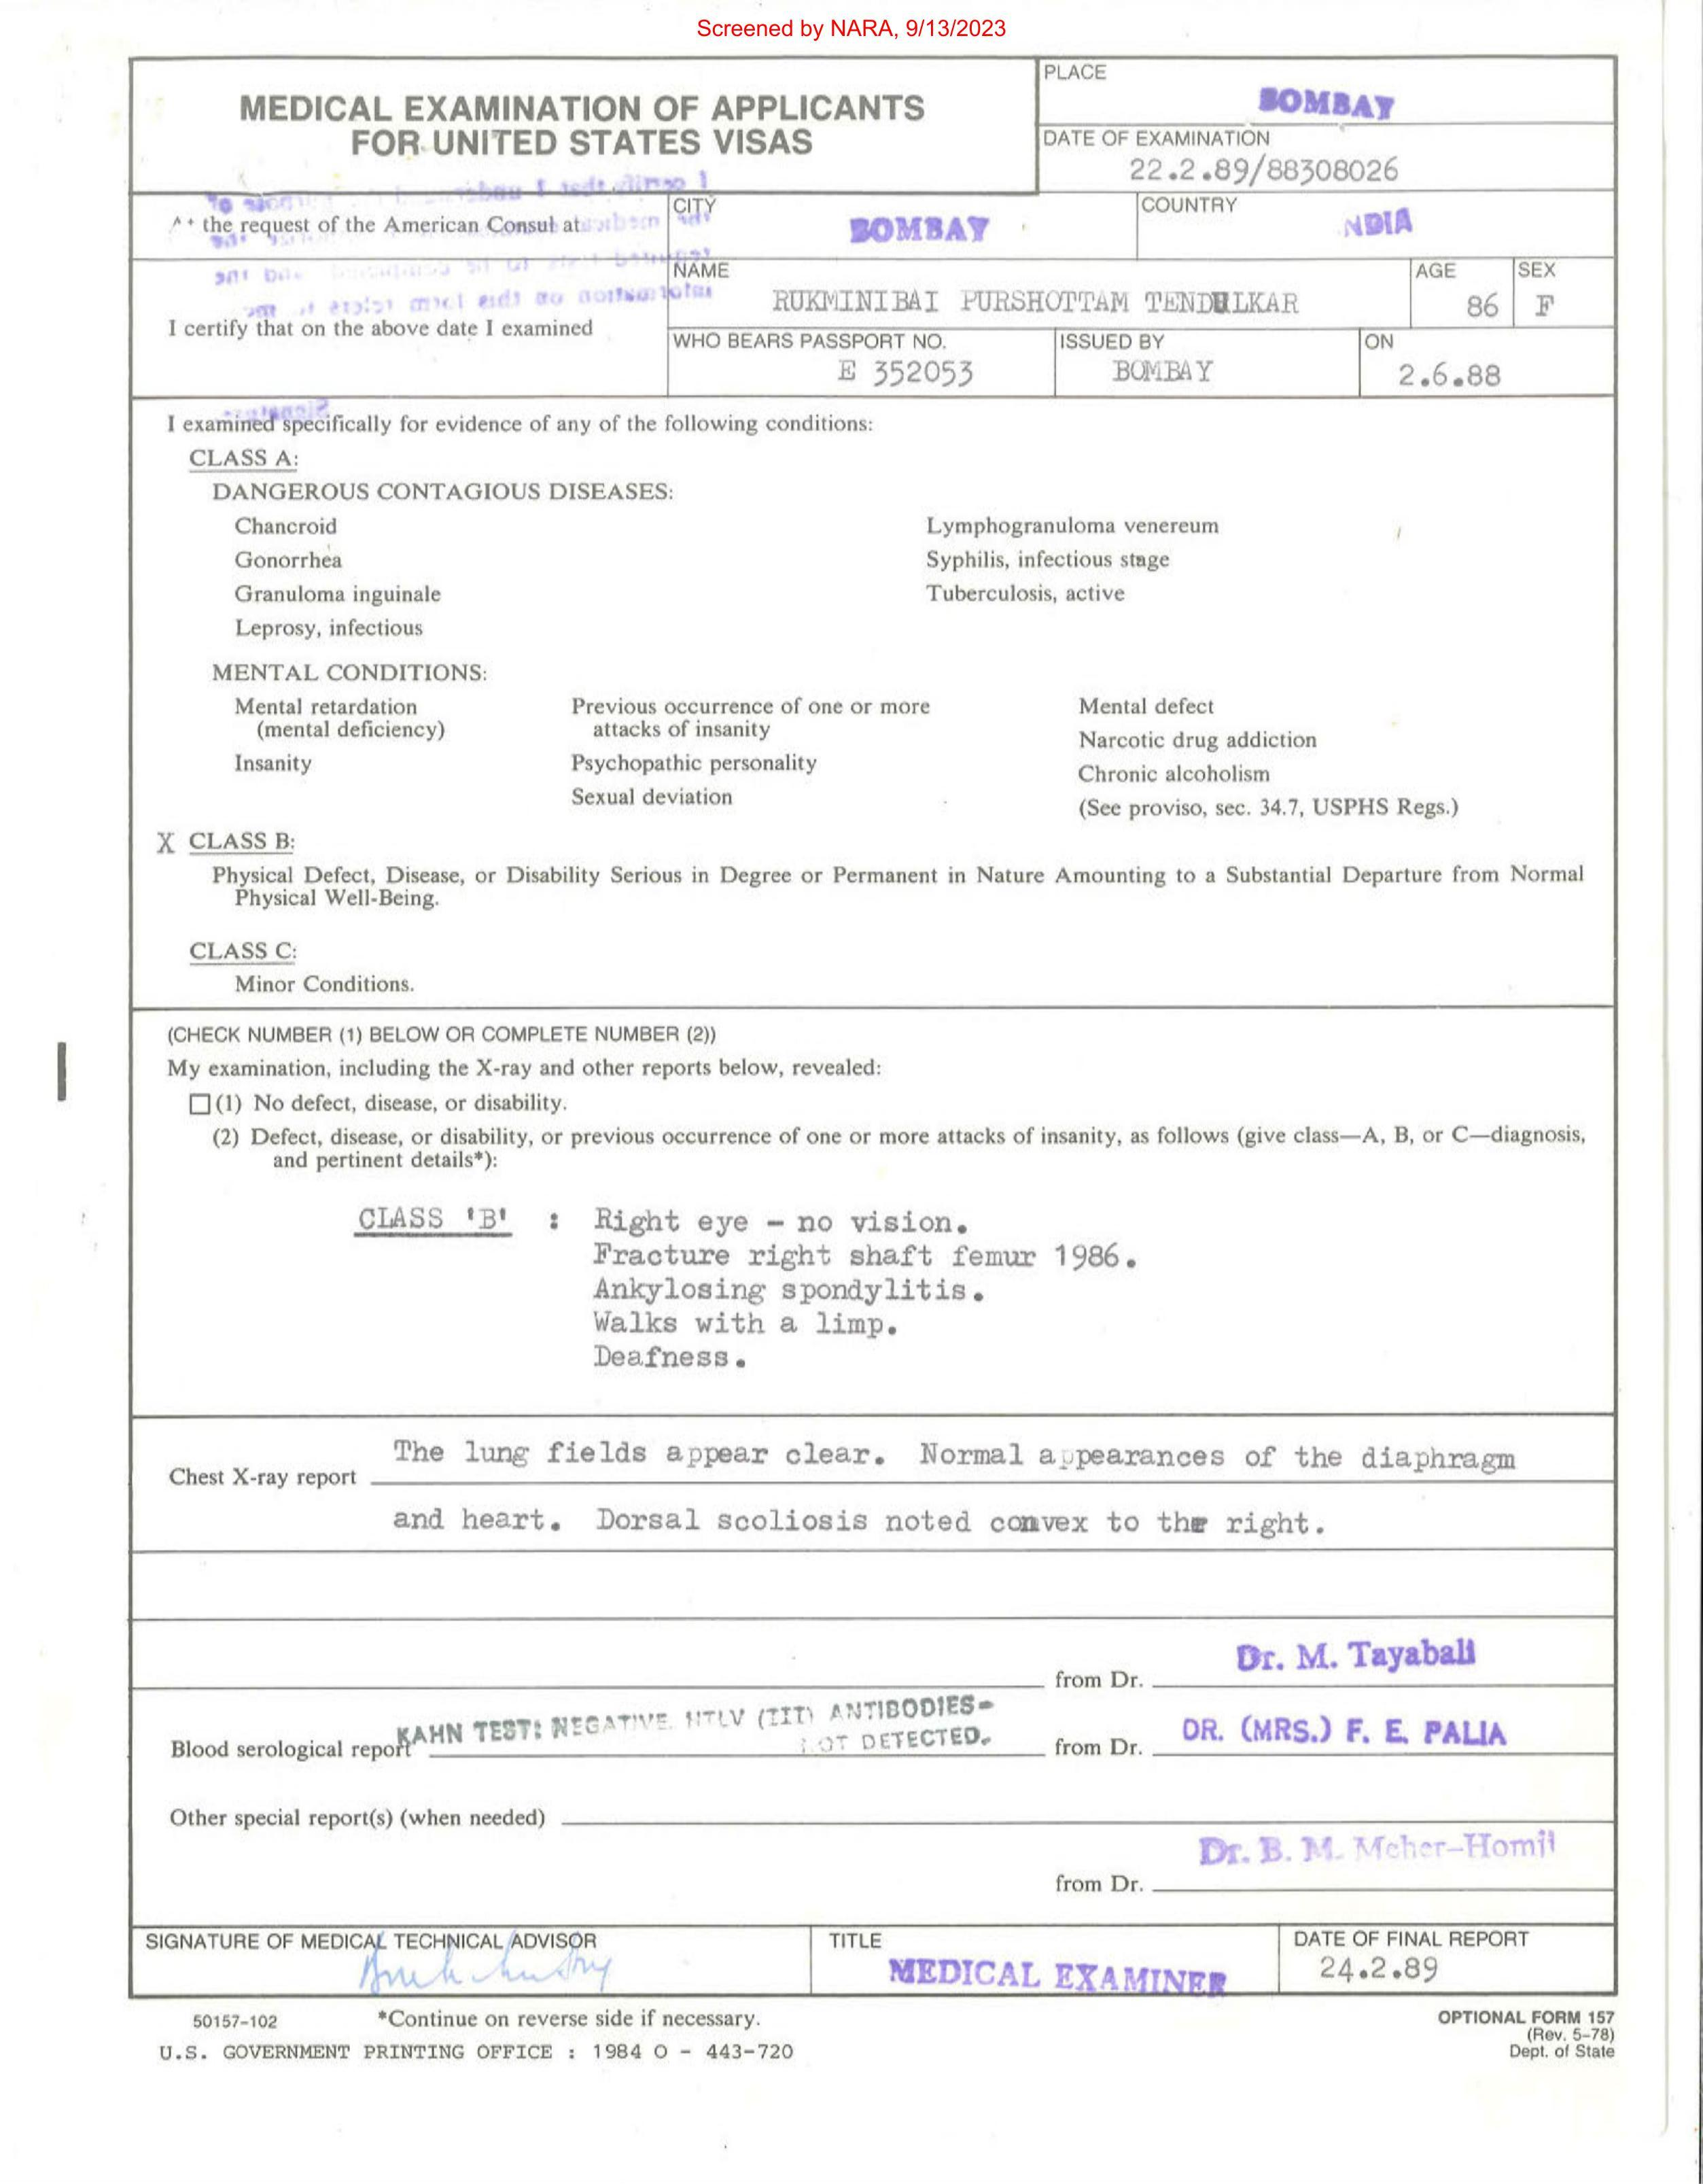 Screened by NARA, 9/13/2023
MEDICAL EXAMINATION OF APPLICANTS
FOR UNITED STATES VISAS
PLACE
BOMBAY
DATE OF EXAMINATION
22.2.89/88308026
the request of the American Consul at
CITY
BOMBAY
COUNTRY
NDIA
I certify that on the above date I examined
NAME
RUKMINIBAI PURSHOTTAM TENDULKAR
AGE
86
SEX
F
WHO BEARS PASSPORT NO.
E 352053
ISSUED BY
BOMBAY
ON
2.6.88
I examined specifically for evidence of any of the following conditions:
CLASS A:
DANGEROUS CONTAGIOUS DISEASES:
Chancroid
Gonorrhea
Granuloma inguinale
Leprosy, infectious
Lymphogranuloma venereum
Syphilis, infectious stage
Tuberculosis, active
MENTAL CONDITIONS:
Mental retardation
(mental deficiency)
Insanity
Previous occurrence of one or more
attacks of insanity
Psychopathic personality
Sexual deviation
Mental defect
Narcotic drug addiction
Chronic alcoholism
(See proviso, sec. 34.7, USPHS Regs.)
X CLASS B:
Physical Defect, Disease, or Disability Serious in Degree or Permanent in Nature Amounting to a Substantial Departure from Normal
Physical Well-Being.
CLASS C:
Minor Conditions.
(CHECK NUMBER (1) BELOW OR COMPLETE NUMBER (2))
My examination, including the X-ray and other reports below, revealed:
(1) No defect, disease, or disability.
(2) Defect, disease, or disability, or previous occurrence of one or more attacks of insanity, as follows (give class—A, B, or C—diagnosis,
and pertinent details*):
CLASS 'B' : Right eye - no vision.
Fracture right shaft femur 1986.
Ankylosing spondylitis.
Walks with a limp.
Deafness.
Chest X-ray report The lung fields appear clear. Normal appearances of the diaphragm
and heart. Dorsal scoliosis noted convex to the right.
from Dr. Dr. M. Tayabali
Blood serological report KAHN TEST: NEGATIVE. HTLV (III) ANTIBODIES-
NOT DETECTED.
from Dr. DR. (MRS.) F. E. PALIA
Other special report(s) (when needed)
from Dr. Dr. B. M. Meher-Homji
SIGNATURE OF MEDICAL TECHNICAL ADVISOR
TITLE
MEDICAL EXAMINER
DATE OF FINAL REPORT
24.2.89
50157-102
*Continue on reverse side if necessary.
U.S. GOVERNMENT PRINTING OFFICE : 1984 O - 443-720
OPTIONAL FORM 157
(Rev. 5-78)
Dept. of State